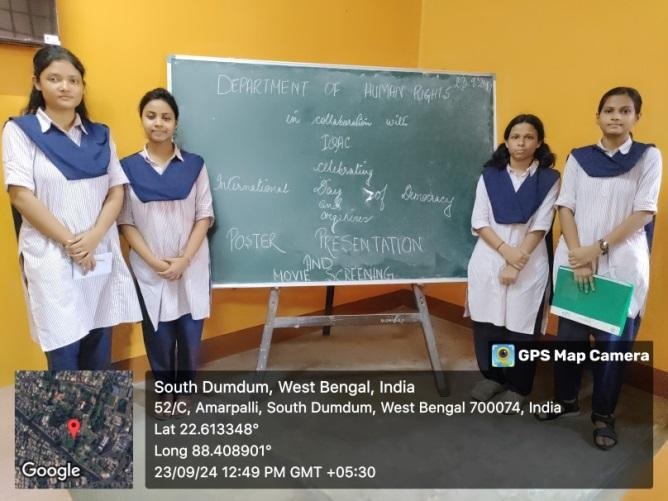 DEPARTMENT OF HUMAN RIGHTS
in collaboration with
IQAC
celebrating
International Day of Democracy
and
organizes
POSTER PRESENTATION
AND
MOVIE SCREENING
GPS Map Camera
South Dumdum, West Bengal, India
52/C, Amarpalli, South Dumdum, West Bengal 700074, India
Lat 22.613348°
Long 88.408901°
23/09/24 12:49 PM GMT +05:30
Google